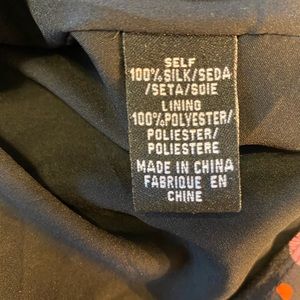 SELF
100%SILK/SEDA
/SETA/SOIE
LINING
100%POLYESTER/
POLIESTER/
POLIESTERE
MADE IN CHINA
FABRIQUE EN
CHINE